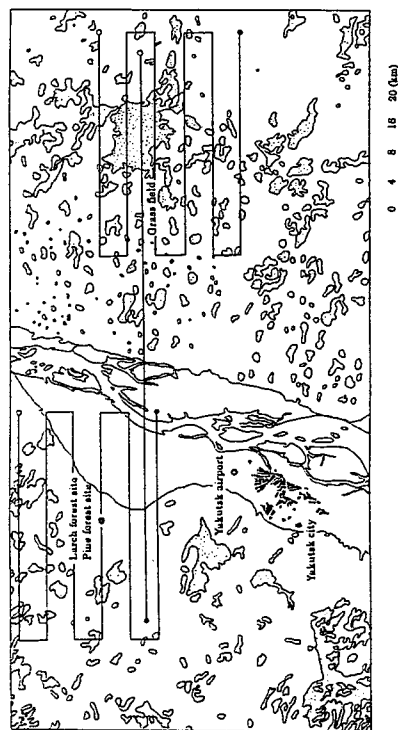 Grass field
Larch forest site
Pine forest site
Yakutsk airport
Yakutsk city
0 4 8 16 20 (km)